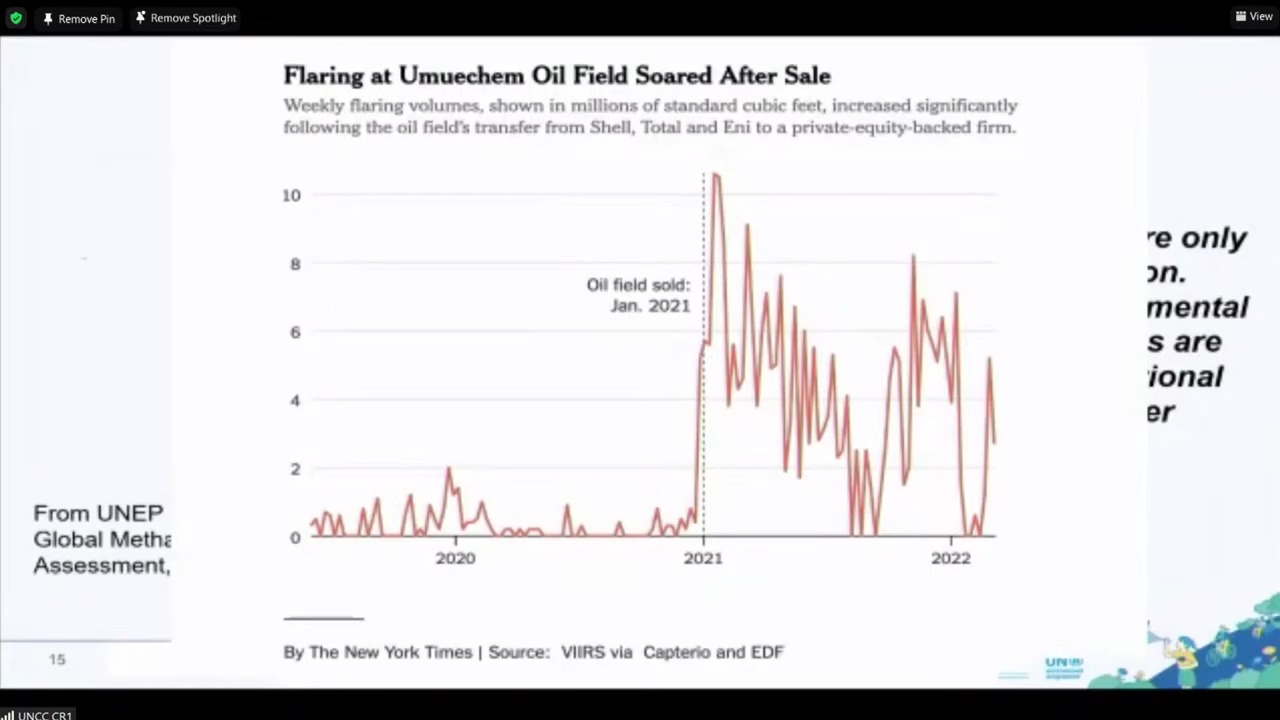 Remove Pin
Remove Spotlight
View
Flaring at Umuechem Oil Field Soared After Sale
Weekly flaring volumes, shown in millions of standard cubic feet, increased significantly
following the oil field's transfer from Shell, Total and Eni to a private-equity-backed firm.
10
8
6
4
2
0
Oil field sold:
Jan. 2021
2020
2021
2022
re only
on.
mental
s are
ional
er
From UNEP
Global Metha
Assessment,
By The New York Times | Source: VIIRS via Capterio and EDF
15
UN
UNCC CR1